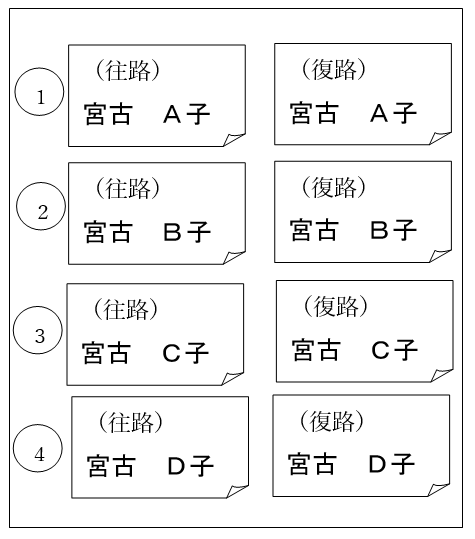 1
（往路）
宮古　Ａ子
（復路）
宮古　Ａ子
2
（往路）
宮古　Ｂ子
（復路）
宮古　Ｂ子
3
（往路）
宮古　Ｃ子
（復路）
宮古　Ｃ子
4
（往路）
宮古　Ｄ子
（復路）
宮古　Ｄ子